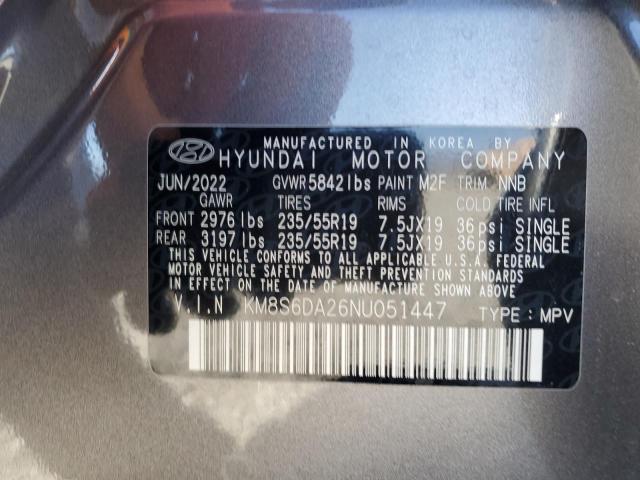 MANUFACTURED IN KOREA BY
HYUNDAI MOTOR COMPANY
JUN/2022 GVWR 5842lbs PAINT M2F TRIM NNB
GAWR TIRES RIMS COLD TIRE INFL
FRONT 2976 lbs 235/55R19 7.5JX19 36psi SINGLE
REAR 3197 lbs 235/55R19 7.5JX19 36psi SINGLE
THIS VEHICLE CONFORMS TO ALL APPLICABLE U.S.A FEDERAL
MOTOR VEHICLE SAFETY STANDARDS IN EFFECT ON THE DATE
OF MANUFACTURE SHOWN ABOVE.
V.I.N KM8S6DA26NU051447 TYPE : MPV